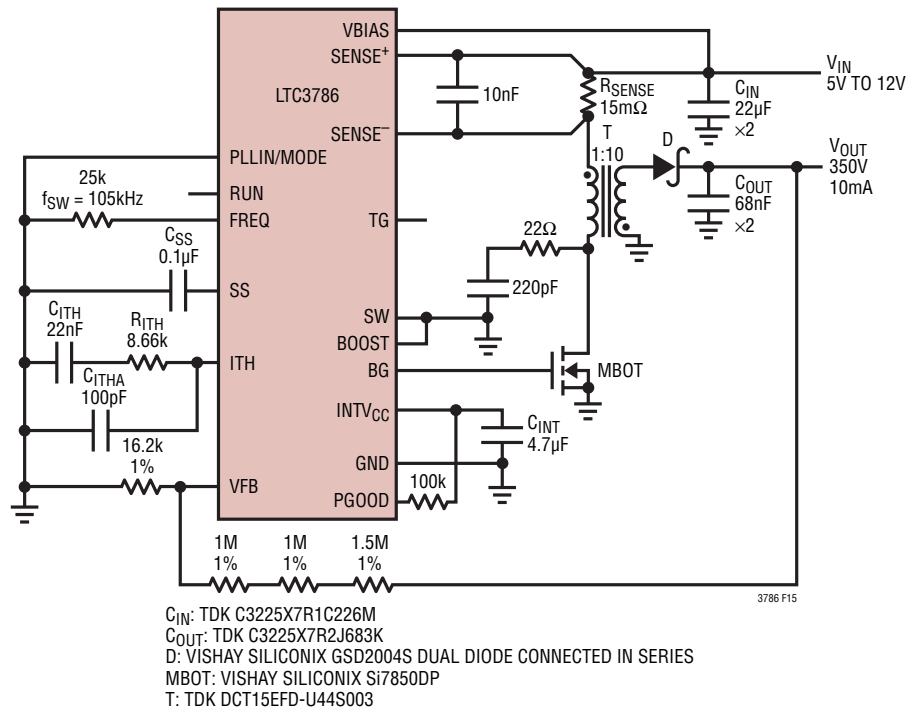 VBIAS
SENSE+
LTC3786
SENSE–
PLLIN/MODE
RUN
FREQ
TG
SS
SW
BOOST
ITH
BG
INTVCC
GND
VFB
PGOOD
10nF
RSENSE
15mΩ
CIN
22µF
×2
VIN
5V TO 12V
T
1:10
D
VOUT
350V
10mA
COUT
68nF
×2
25k
fSW = 105kHz
CSS
0.1µF
22Ω
220pF
CITH
22nF
RITH
8.66k
CITHA
100pF
MBOT
CINT
4.7µF
16.2k
1%
100k
1M
1%
1M
1%
1.5M
1%
3786 F15
CIN: TDK C3225X7R1C226M
COUT: TDK C3225X7R2J683K
D: VISHAY SILICONIX GSD2004S DUAL DIODE CONNECTED IN SERIES
MBOT: VISHAY SILICONIX Si7850DP
T: TDK DCT15EFD-U44S003